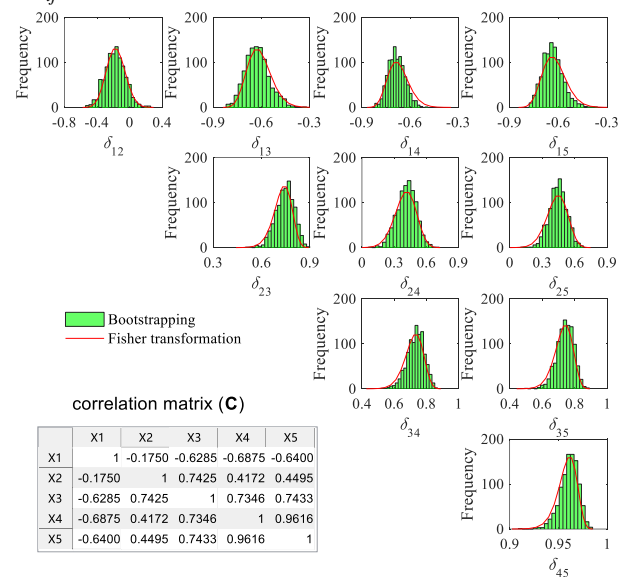 200 200 200 200
Frequency Frequency Frequency Frequency
100 100 100 100
0 0 0 0
-0.8 -0.4 0 0.4 -0.9 -0.6 -0.3 -0.9 -0.6 -0.3 -0.9 -0.6 -0.3
δ12 δ13 δ14 δ15
200 200 200
Frequency Frequency Frequency
100 100 100
0 0 0
0.3 0.6 0.9 0 0.3 0.6 0.9 0 0.3 0.6 0.9
δ23 δ24 δ25
200 200
Bootstrapping
Fisher transformation
Frequency Frequency
100 100
0 0
0.4 0.6 0.8 1 0.4 0.6 0.8 1
δ34 δ35
correlation matrix (C)
X1 X2 X3 X4 X5
X1 1 -0.1750 -0.6285 -0.6875 -0.6400
X2 -0.1750 1 0.7425 0.4172 0.4495
X3 -0.6285 0.7425 1 0.7346 0.7433
X4 -0.6875 0.4172 0.7346 1 0.9616
X5 -0.6400 0.4495 0.7433 0.9616 1
200
Frequency
100
0
0.9 0.95 1
δ45